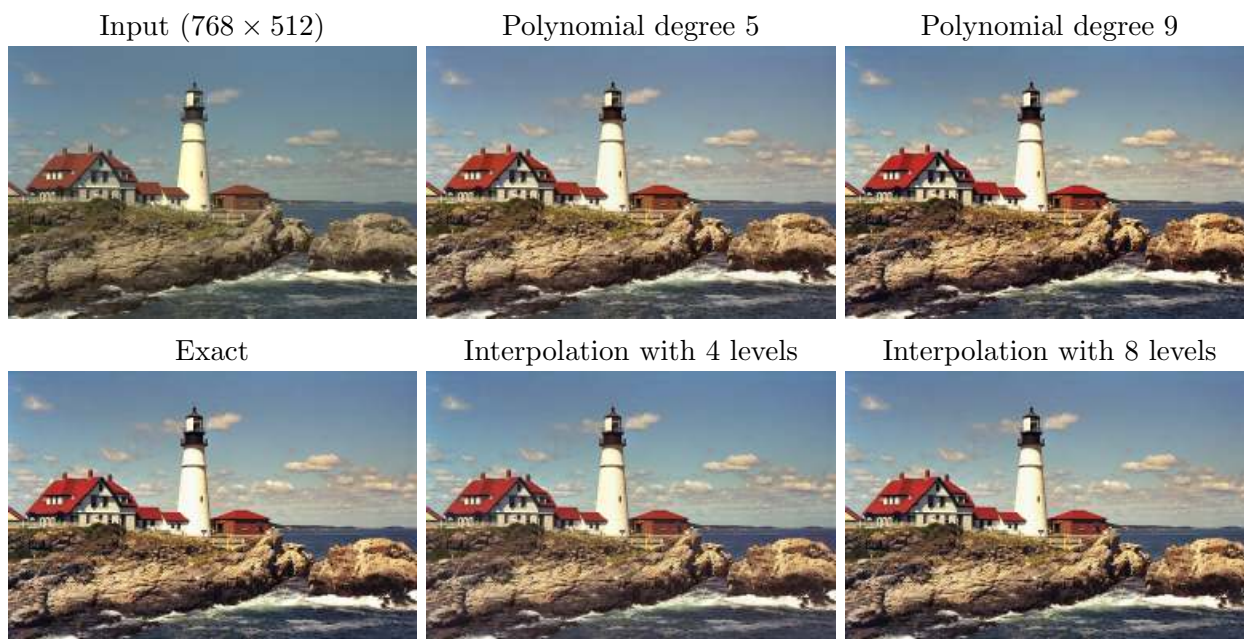 Input (768 × 512)
Polynomial degree 5
Polynomial degree 9
Exact
Interpolation with 4 levels
Interpolation with 8 levels